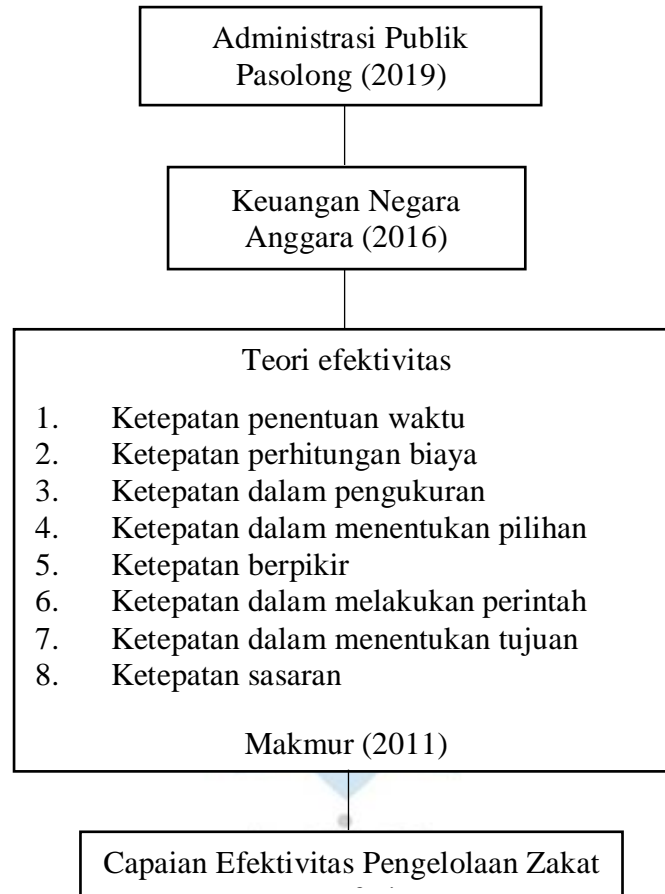 Administrasi Publik
Pasolong (2019)
Keuangan Negara
Anggara (2016)
Teori efektivitas
1. Ketepatan penentuan waktu
2. Ketepatan perhitungan biaya
3. Ketepatan dalam pengukuran
4. Ketepatan dalam menentukan pilihan
5. Ketepatan berpikir
6. Ketepatan dalam melakukan perintah
7. Ketepatan dalam menentukan tujuan
8. Ketepatan sasaran
Makmur (2011)
Capaian Efektivitas Pengelolaan Zakat